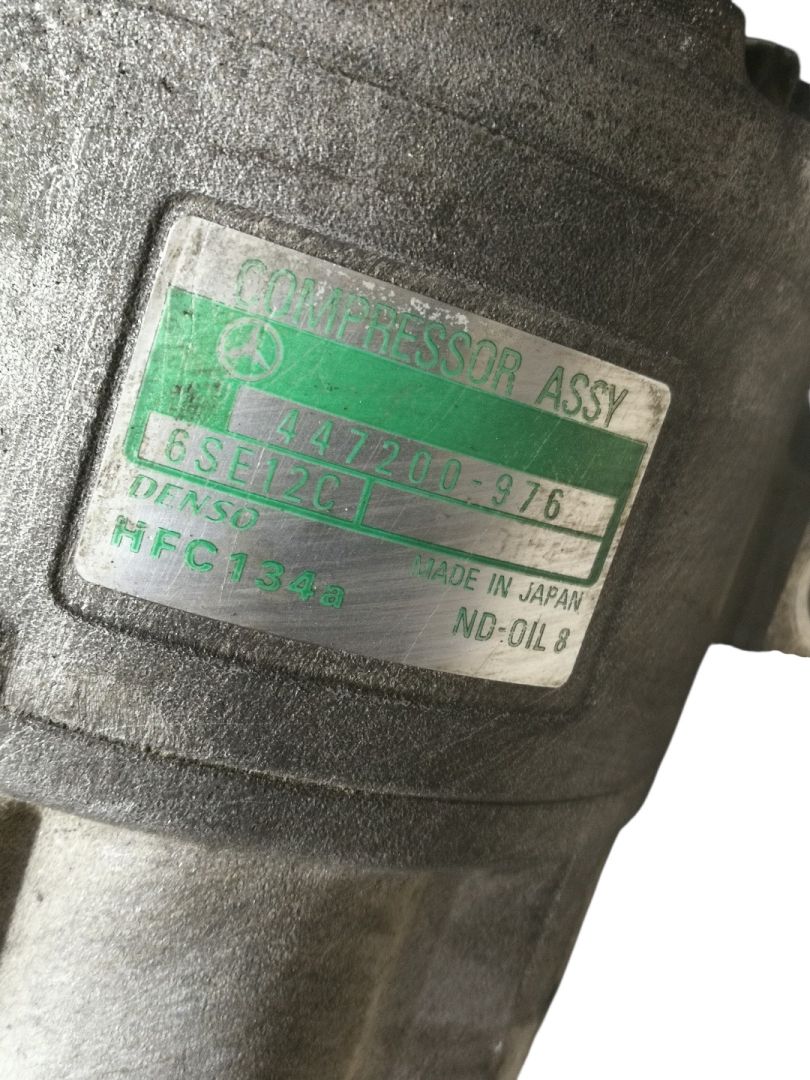 COMPRESSOR ASSY
447200-976
6SE12C
DENSO
HFC134a
MADE IN JAPAN
ND-OIL 8